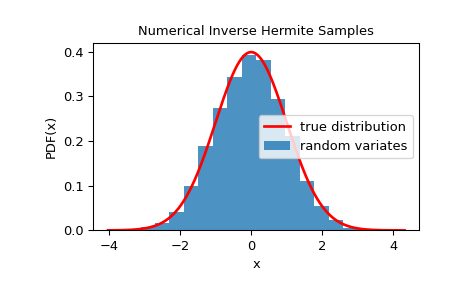 Numerical Inverse Hermite Samples
0.4
0.3
0.2
0.1
0.0
PDF(x)
true distribution
random variates
−4
−2
0
2
4
x